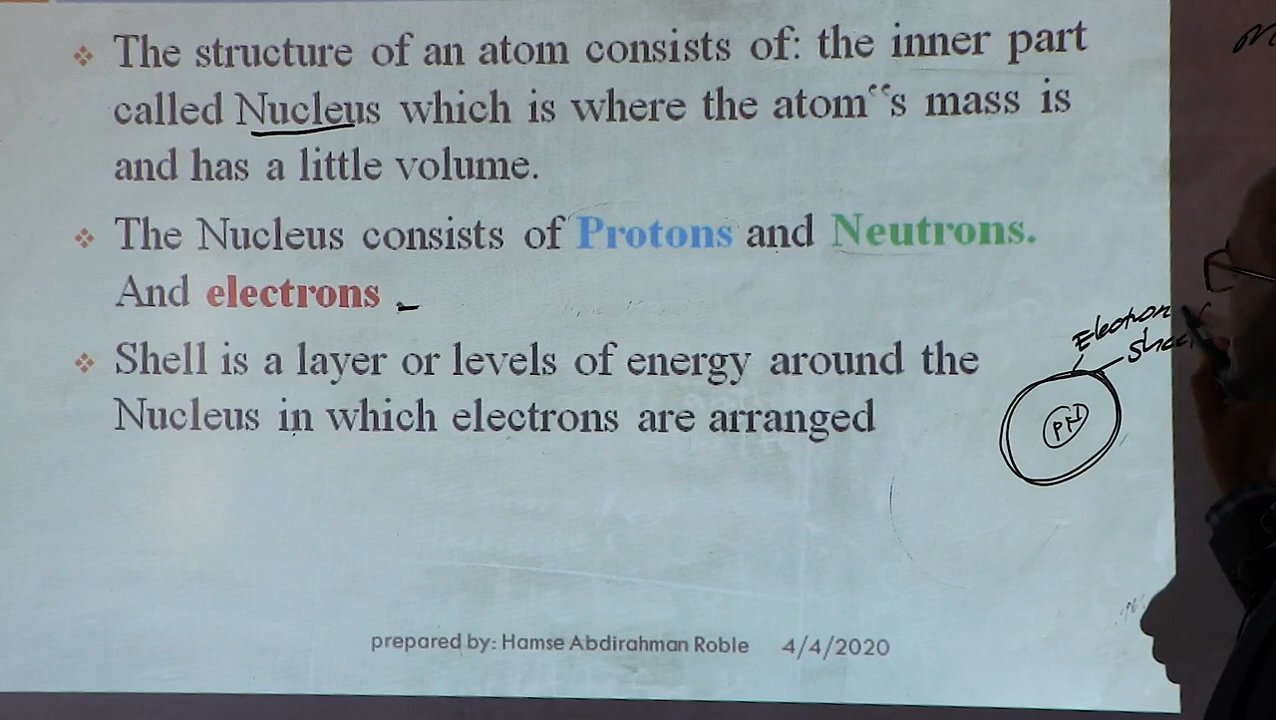 ❖ The structure of an atom consists of: the inner part
called Nucleus which is where the atom‘‘s mass is
and has a little volume.
❖ The Nucleus consists of Protons and Neutrons.
And electrons
❖ Shell is a layer or levels of energy around the
Nucleus in which electrons are arranged
Electron
PN
prepared by: Hamse Abdirahman Roble 4/4/2020